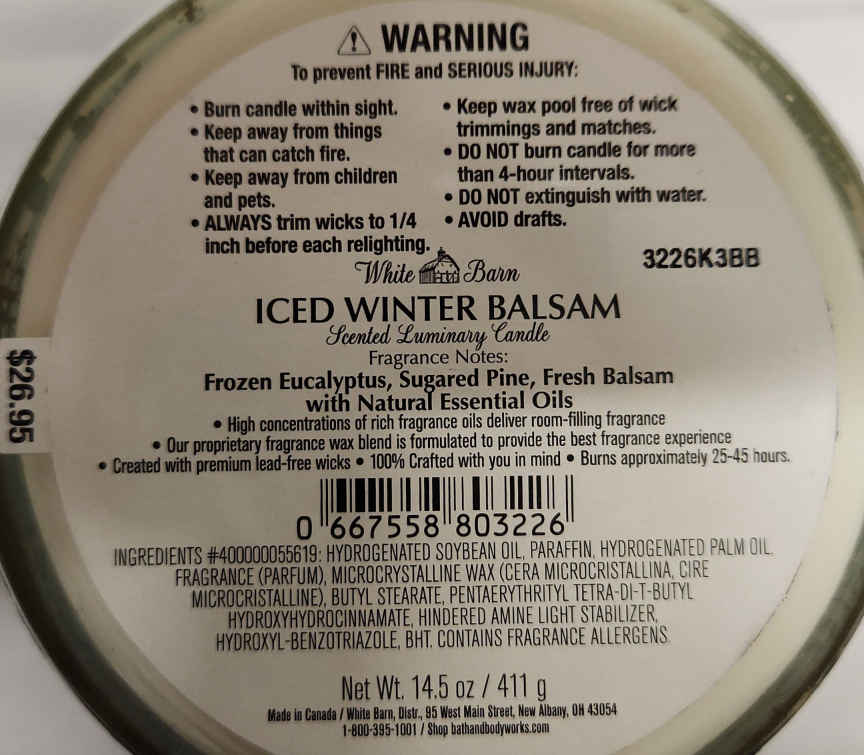 WARNING
To prevent FIRE and SERIOUS INJURY:
• Burn candle within sight.
• Keep away from things
that can catch fire.
• Keep away from children
and pets.
• ALWAYS trim wicks to 1/4
inch before each relighting.
• Keep wax pool free of wick
trimmings and matches.
• DO NOT burn candle for more
than 4-hour intervals.
• DO NOT extinguish with water.
• AVOID drafts.
3226K3BB
White Barn
ICED WINTER BALSAM
Scented Luminary Candle
Fragrance Notes:
Frozen Eucalyptus, Sugared Pine, Fresh Balsam
with Natural Essential Oils
• High concentrations of rich fragrance oils deliver room-filling fragrance
• Our proprietary fragrance wax blend is formulated to provide the best fragrance experience
• Created with premium lead-free wicks • 100% Crafted with you in mind • Burns approximately 25-45 hours.
$26.95
0 667558 803226
INGREDIENTS #400000055619: HYDROGENATED SOYBEAN OIL, PARAFFIN, HYDROGENATED PALM OIL,
FRAGRANCE (PARFUM), MICROCRYSTALLINE WAX (CERA MICROCRISTALLINA, CIRE
MICROCRISTALLINE), BUTYL STEARATE, PENTAERYTHRITYL TETRA-DI-T-BUTYL
HYDROXYHYDROCINNAMATE, HINDERED AMINE LIGHT STABILIZER,
HYDROXYL-BENZOTRIAZOLE, BHT. CONTAINS FRAGRANCE ALLERGENS
Net Wt. 14.5 oz / 411 g
Made in Canada / White Barn, Distr., 95 West Main Street, New Albany, OH 43054
1-800-395-1001 / Shop bathandbodyworks.com